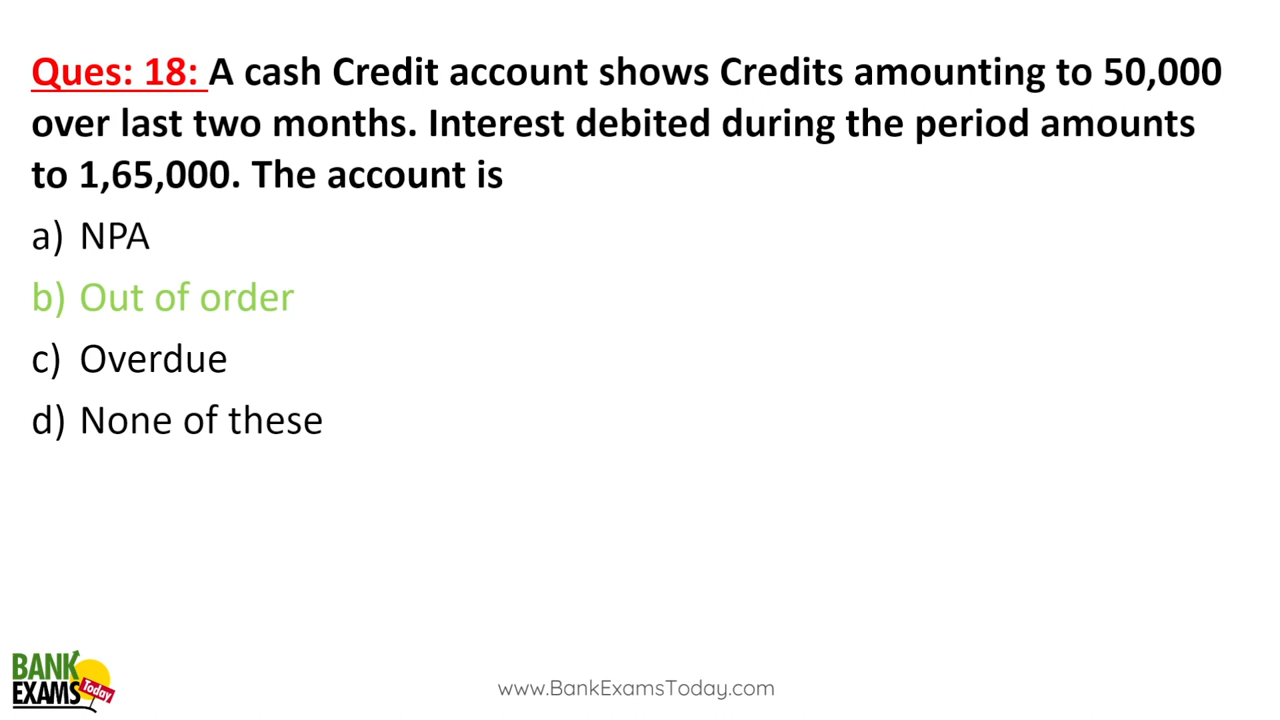 Ques: 18: A cash Credit account shows Credits amounting to 50,000
over last two months. Interest debited during the period amounts
to 1,65,000. The account is
a) NPA
b) Out of order
c) Overdue
d) None of these
BANK
EXAMS
Today
www.BankExamsToday.com